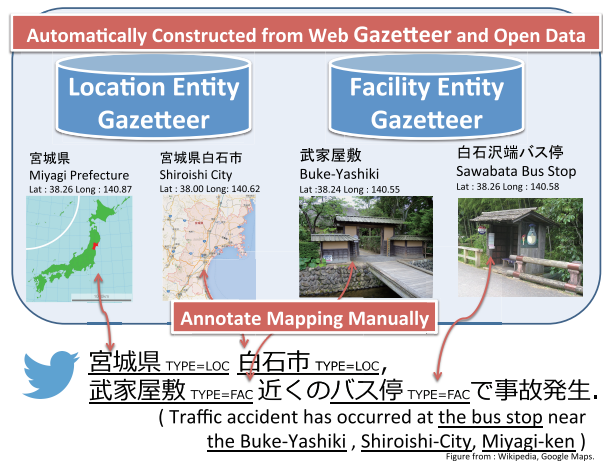 Automatically Constructed from Web Gazetteer and Open Data
Location Entity
Gazetteer
Facility Entity
Gazetteer
宮城県
Miyagi Prefecture
Lat : 38.26 Long : 140.87
宮城県白石市
Shiroishi City
Lat : 38.00 Long : 140.62
武家屋敷
Buke-Yashiki
Lat :38.24 Long : 140.55
白石沢端バス停
Sawabata Bus Stop
Lat : 38.26 Long : 140.58
Annotate Mapping Manually
宮城県 TYPE=LOC 白石市 TYPE=LOC,
武家屋敷 TYPE=FAC 近くのバス停 TYPE=FACで事故発生.
( Traffic accident has occurred at the bus stop near
the Buke-Yashiki , Shiroishi-City, Miyagi-ken )
Figure from : Wikipedia, Google Maps.